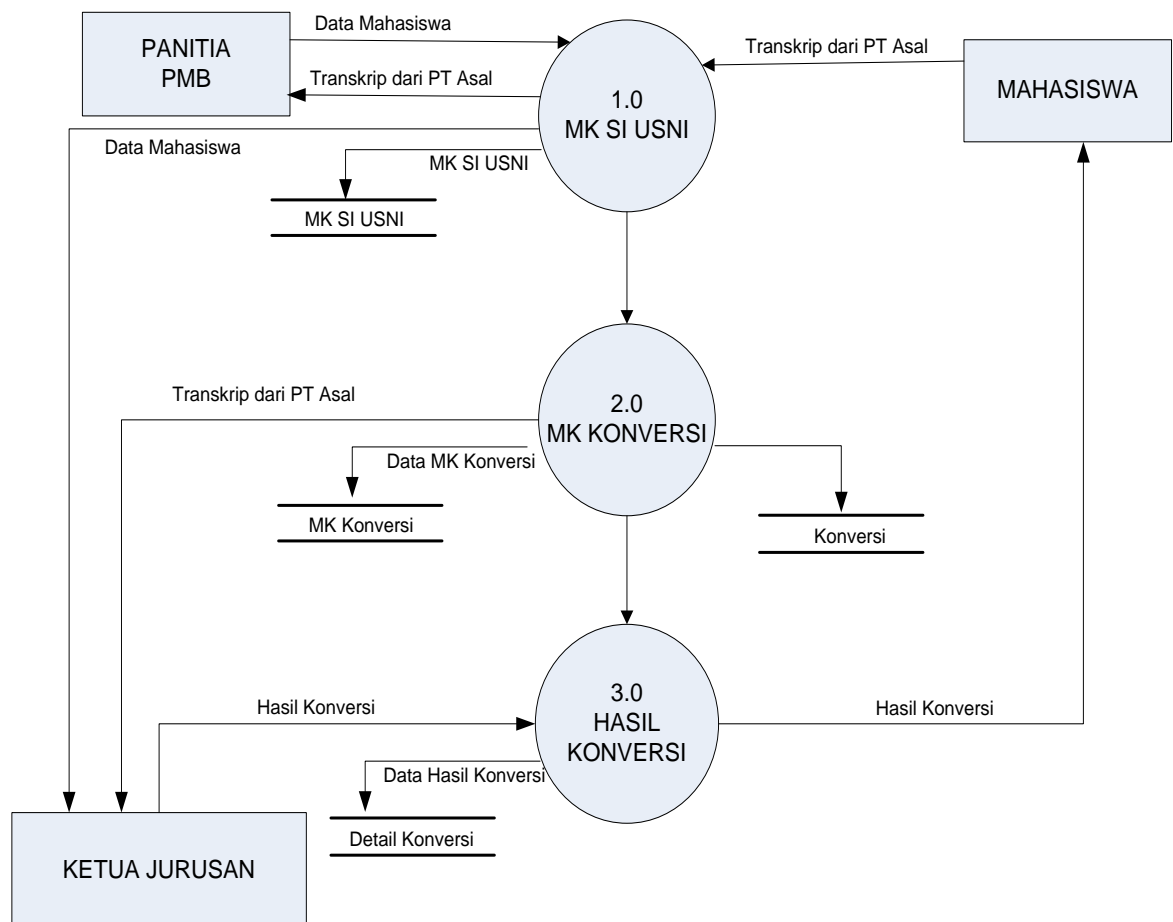 Data Mahasiswa
PANITIA
PMB
Transkrip dari PT Asal
Transkrip dari PT Asal
MAHASISWA
1.0
MK SI USNI
Data Mahasiswa
MK SI USNI
MK SI USNI
Transkrip dari PT Asal
2.0
MK KONVERSI
Data MK Konversi
MK Konversi
Konversi
3.0
HASIL
KONVERSI
Hasil Konversi
Hasil Konversi
Data Hasil Konversi
Detail Konversi
KETUA JURUSAN